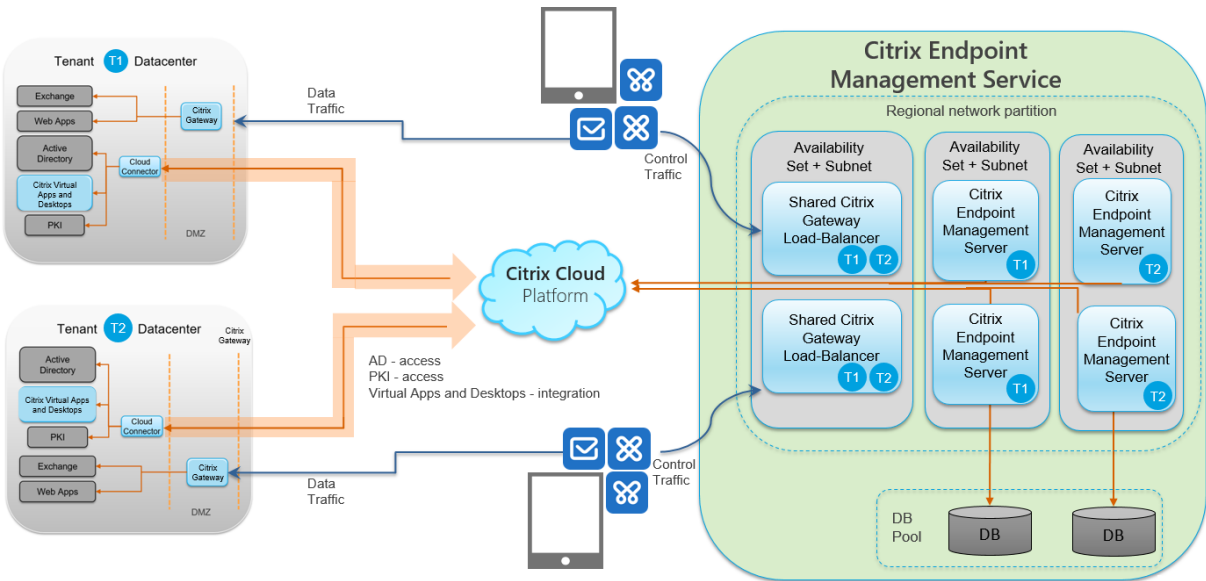 Tenant T1 Datacenter
Exchange
Web Apps
Citrix
Gateway
Active
Directory
Cloud
Connector
Citrix Virtual
Apps and
Desktops
PKI
DMZ
Data
Traffic
Control
Traffic
Tenant T2 Datacenter
Citrix
Gateway
Active
Directory
Citrix Virtual Apps
and Desktops
Cloud
Connector
PKI
Exchange
Citrix
Gateway
Web Apps
DMZ
Citrix Cloud
Platform
AD - access
PKI - access
Virtual Apps and Desktops - integration
Data
Traffic
Control
Traffic
Citrix Endpoint
Management Service
Regional network partition
Availability
Set + Subnet
Shared Citrix
Gateway
Load-Balancer
T1 T2
Shared Citrix
Gateway
Load-Balancer
T1 T2
Availability
Set + Subnet
Citrix
Endpoint
Management
Server
T1
Citrix
Endpoint
Management
Server
T1
Availability
Set + Subnet
Citrix
Endpoint
Management
Server
T2
Citrix
Endpoint
Management
Server
T2
DB
Pool
DB
DB